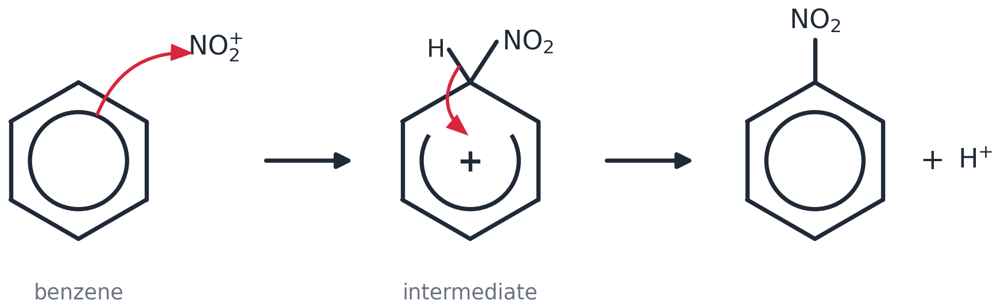 NO₂⁺
H NO₂
+
NO₂
+ H⁺
benzene
intermediate